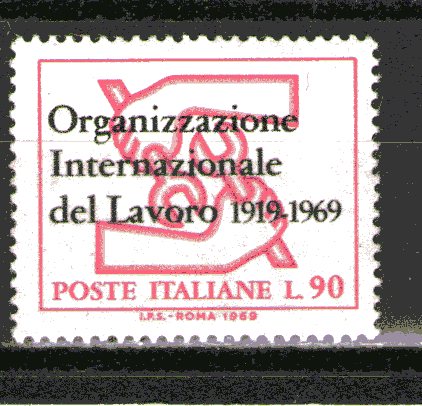 Organizzazione
Internazionale
del Lavoro 1919-1969
POSTE ITALIANE L. 90
I.P.S.-ROMA 1969